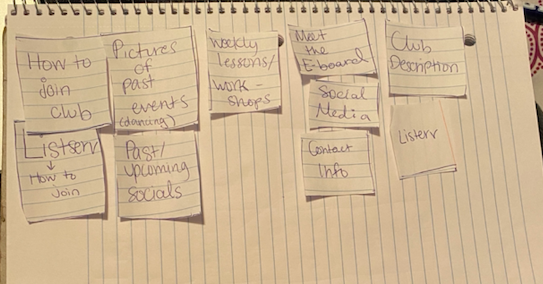 How to
join
club
Listserv
↓
How to
join
Pictures
of
past
events
(dancing)
Past/
upcoming
socials
Weekly
Lessons/
Work-
shops
Meet
the
E-board
Social
Media
Contact
Info
Club
Description
Listerv